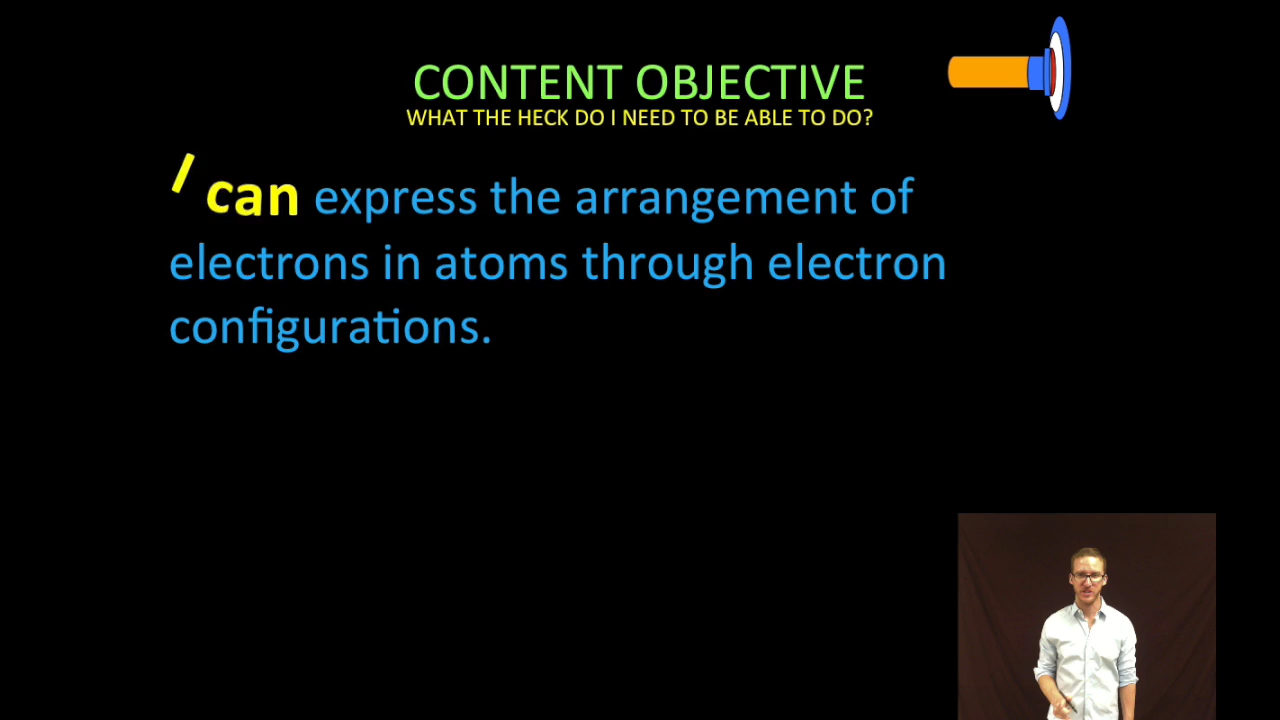 CONTENT OBJECTIVE
WHAT THE HECK DO I NEED TO BE ABLE TO DO?
I can express the arrangement of
electrons in atoms through electron
configurations.